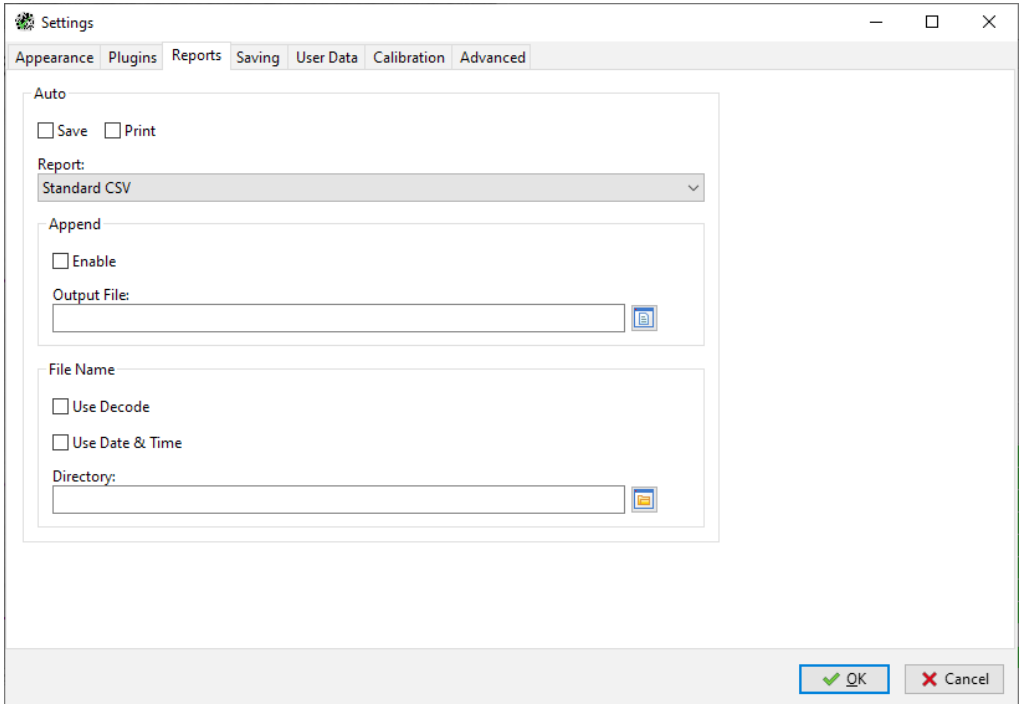 Settings
Appearance Plugins Reports Saving User Data Calibration Advanced
Auto
Save Print
Report:
Standard CSV
Append
Enable
Output File:
File Name
Use Decode
Use Date & Time
Directory:
OK Cancel